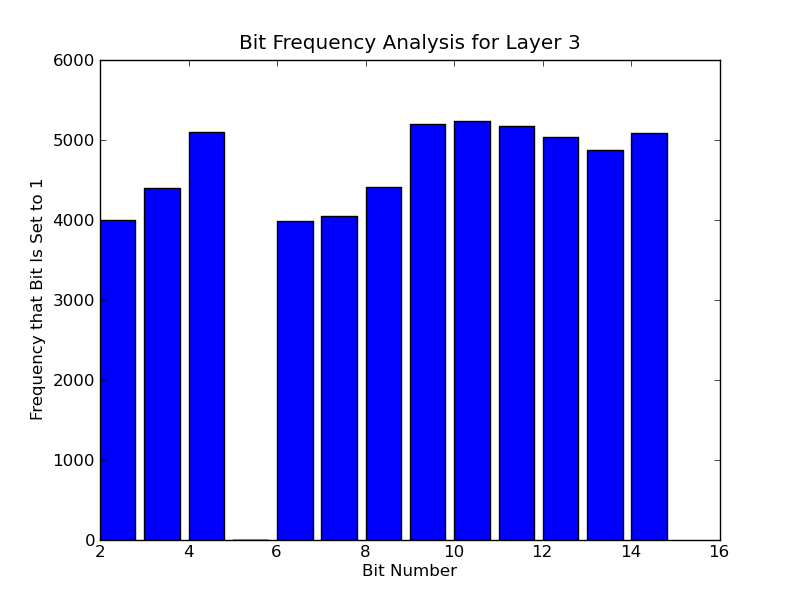 Bit Frequency Analysis for Layer 3
6000
5000
4000
3000
2000
1000
0
Frequency that Bit Is Set to 1
2 4 6 8 10 12 14 16
Bit Number